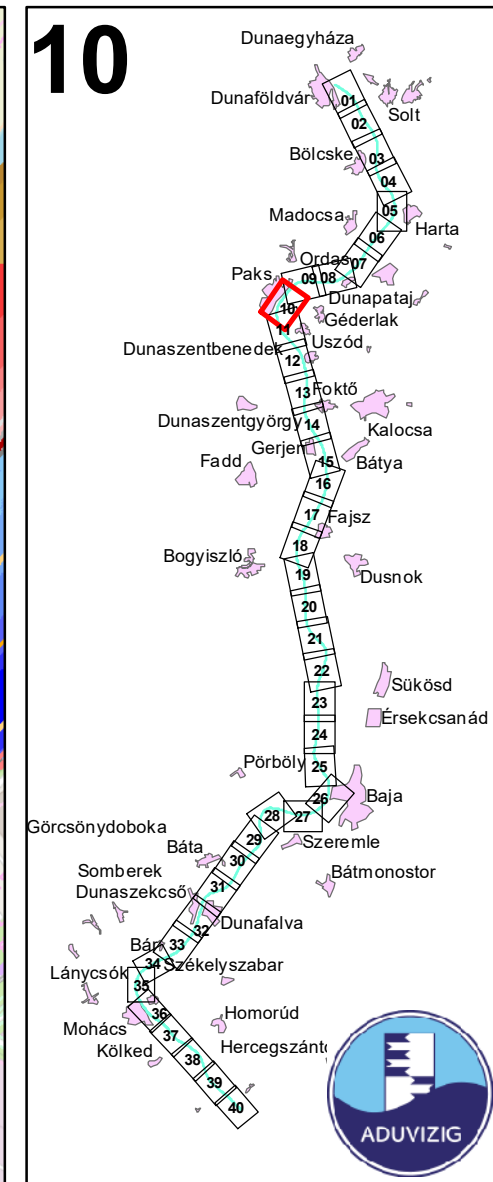 10
Dunaegyháza
Dunaföldvár
01
Solt
02
Bölcske
03
04
Madocsa
05
Harta
06
Ordas
07
Paks
09
08
Dunapataj
10
Géderlak
11
Uszód
Dunaszentbenedek
12
13
Foktő
Dunaszentgyörgy
14
Kalocsa
Gerjen
15
Bátya
Fadd
16
17
Fajsz
18
Bogyiszló
19
Dusnok
20
21
22
Sükösd
23
Érsekcsanád
24
Pörböly
25
26
Baja
28
27
Görcsönydoboka
29
Szeremle
Báta
30
Somberek
Bátmonostor
31
Dunaszekcső
Dunafalva
32
Bár
33
34
Székelyszabar
Lánycsók
35
36
Homorúd
Mohács
37
Kölked
38
Hercegszántó
39
40
ADUVIZIG